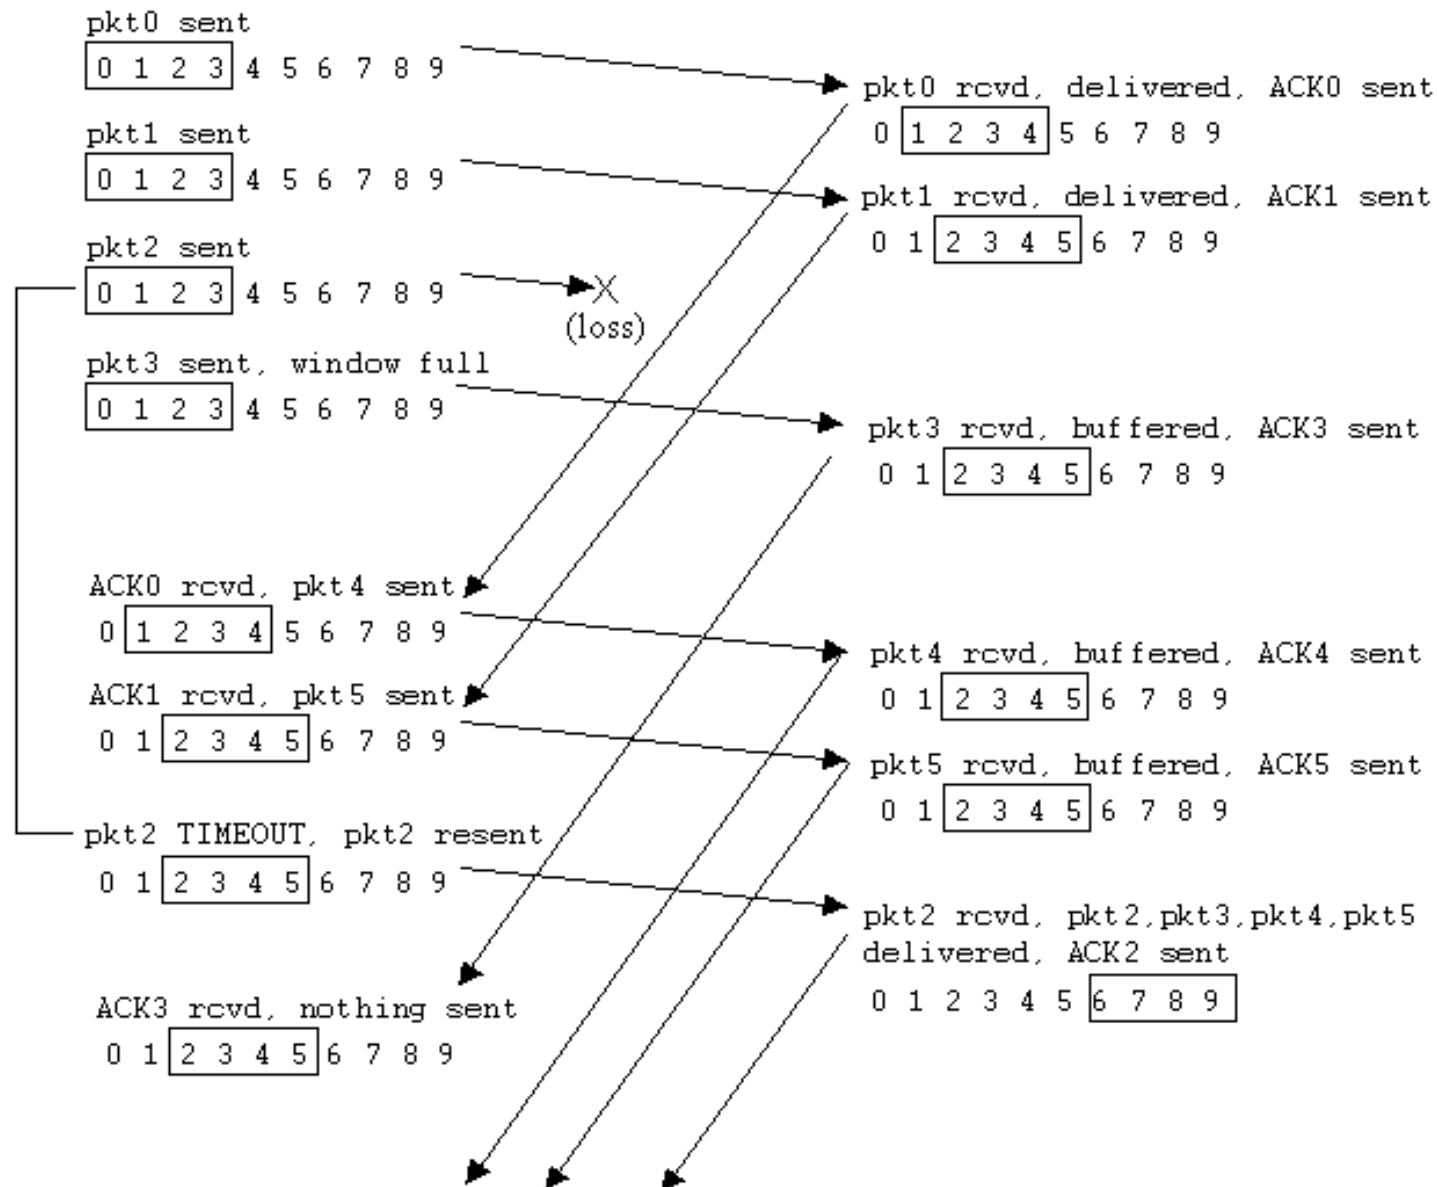 pkt0 sent
0 1 2 3 4 5 6 7 8 9
pkt0 rcvd, delivered, ACK0 sent
0 1 2 3 4 5 6 7 8 9
pkt1 sent
0 1 2 3 4 5 6 7 8 9
pkt1 rcvd, delivered, ACK1 sent
0 1 2 3 4 5 6 7 8 9
pkt2 sent
0 1 2 3 4 5 6 7 8 9
X
(loss)
pkt3 sent, window full
0 1 2 3 4 5 6 7 8 9
pkt3 rcvd, buffered, ACK3 sent
0 1 2 3 4 5 6 7 8 9
ACK0 rcvd, pkt4 sent
0 1 2 3 4 5 6 7 8 9
pkt4 rcvd, buffered, ACK4 sent
0 1 2 3 4 5 6 7 8 9
ACK1 rcvd, pkt5 sent
0 1 2 3 4 5 6 7 8 9
pkt5 rcvd, buffered, ACK5 sent
0 1 2 3 4 5 6 7 8 9
pkt2 TIMEOUT, pkt2 resent
0 1 2 3 4 5 6 7 8 9
pkt2 rcvd, pkt2,pkt3,pkt4,pkt5
delivered, ACK2 sent
0 1 2 3 4 5 6 7 8 9
ACK3 rcvd, nothing sent
0 1 2 3 4 5 6 7 8 9